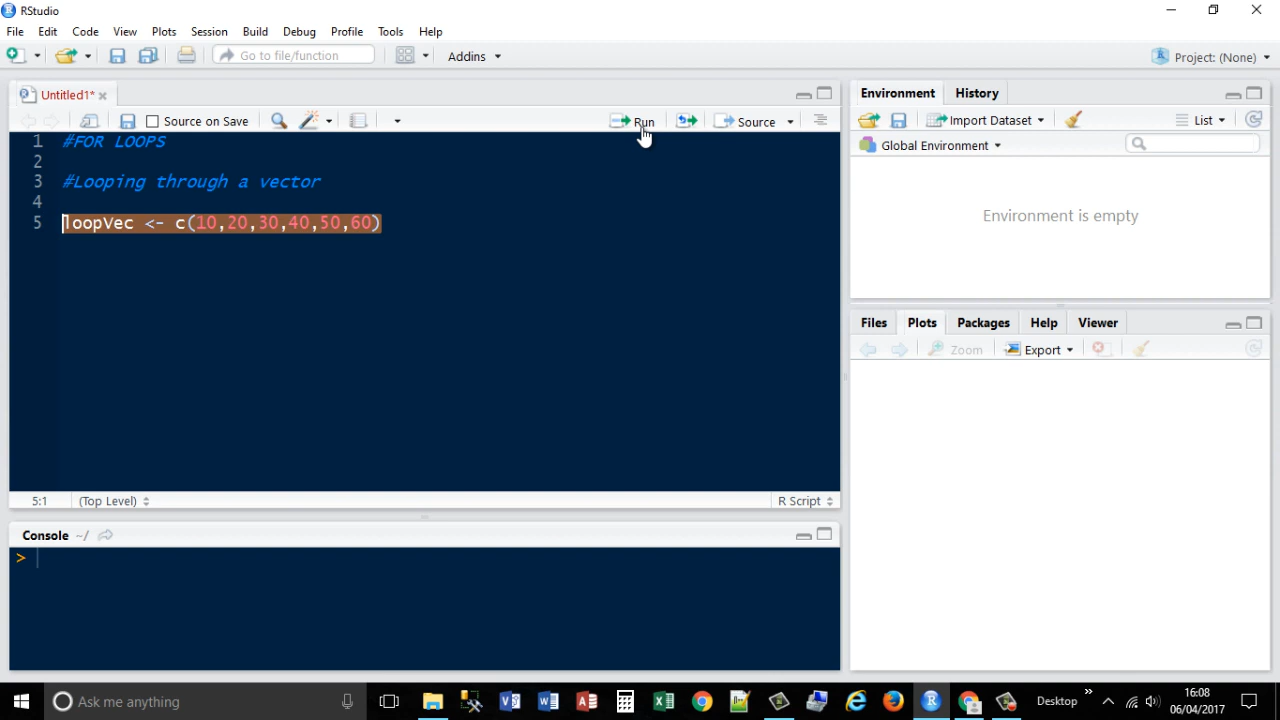 RStudio
File Edit Code View Plots Session Build Debug Profile Tools Help
Go to file/function Addins Project: (None)
Untitled1*
Source on Save Run Source
1 #FOR LOOPS
2
3 #Looping through a vector
4
5 loopVec <- c(10,20,30,40,50,60)
5:1 (Top Level) R Script
Console ~/
>
Environment History
Import Dataset List
Global Environment
Environment is empty
Files Plots Packages Help Viewer
Zoom Export
Ask me anything
Desktop
16:08
06/04/2017